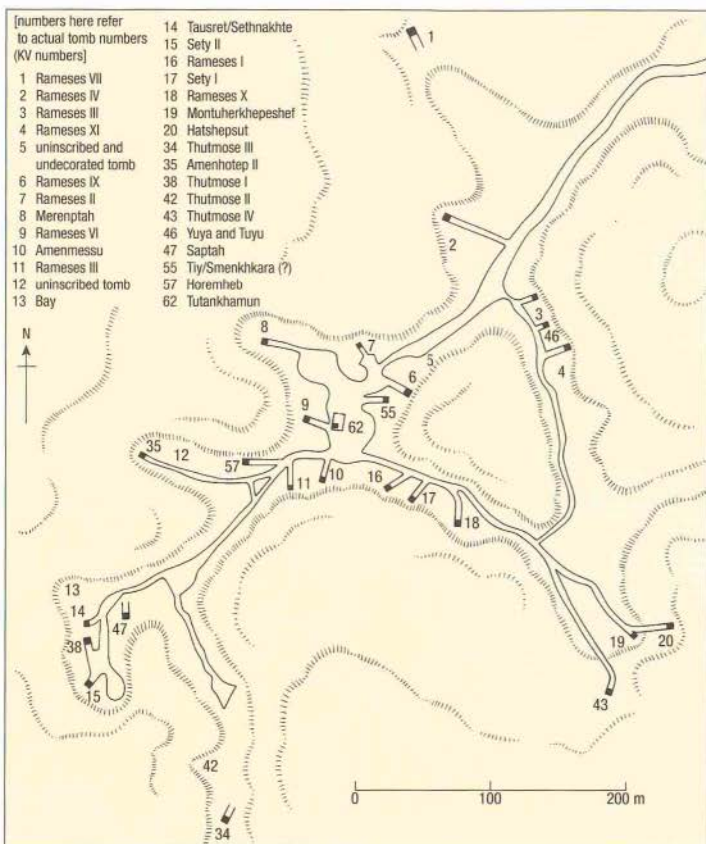 [numbers here refer
to actual tomb numbers
(KV numbers]
1 Rameses VII
2 Rameses IV
3 Rameses III
4 Rameses XI
5 uninscribed and
undecorated tomb
6 Rameses IX
7 Rameses II
8 Merenptah
9 Rameses VI
10 Amenmessu
11 Rameses III
12 uninscribed tomb
13 Bay
14 Tausret/Sethnakhte
15 Sety II
16 Rameses I
17 Sety I
18 Rameses X
19 Montuherkhepeshef
20 Hatshepsut
34 Thutmose III
35 Amenhotep II
38 Thutmose I
42 Thutmose II
43 Thutmose IV
46 Yuya and Tuyu
47 Saptah
55 Tiy/Smenkhkara (?)
57 Horemheb
62 Tutankhamun
1
2
3
46
4
N
8
7
5
6
55
9
62
35
12
57
11
10
16
17
18
13
14
47
38
15
19
20
43
42
34
0
100
200 m